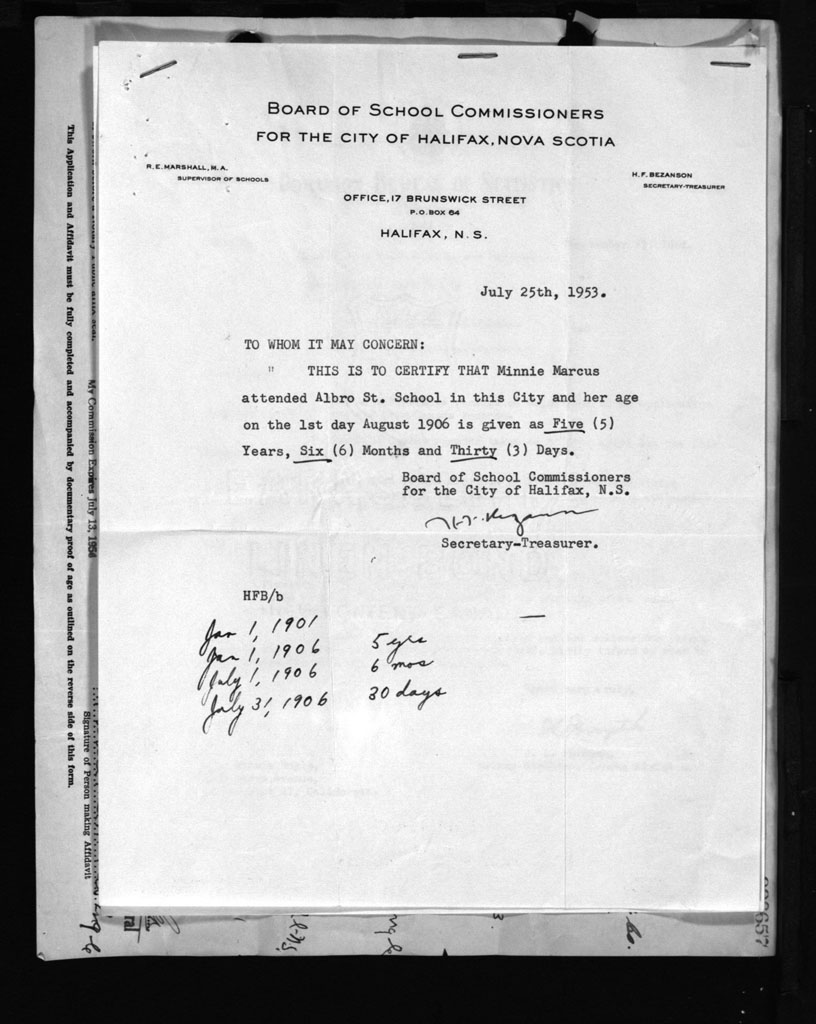 BOARD OF SCHOOL COMMISSIONERS
FOR THE CITY OF HALIFAX, NOVA SCOTIA
R. E. MARSHALL, M. A.
SUPERVISOR OF SCHOOLS
H. F. BEZANSON
SECRETARY-TREASURER
OFFICE, 17 BRUNSWICK STREET
P. O. BOX 64
HALIFAX, N. S.
July 25th, 1953.
TO WHOM IT MAY CONCERN:
" THIS IS TO CERTIFY THAT Minnie Marcus
attended Albro St. School in this City and her age
on the 1st day August 1906 is given as Five (5)
Years, Six (6) Months and Thirty (3) Days.
Board of School Commissioners
for the City of Halifax, N.S.
H.F. Bezanson
Secretary-Treasurer.
HFB/b
Jan 1, 1901
Jan 1, 1906 5 yrs
July 1, 1906 6 mos
July 31, 1906 30 days
This Application and Affidavit must be fully completed and accompanied by documentary proof of age as outlined on the reverse side of this form.
My Commission Expires July 13, 1956
Signature of Person making Affidavit